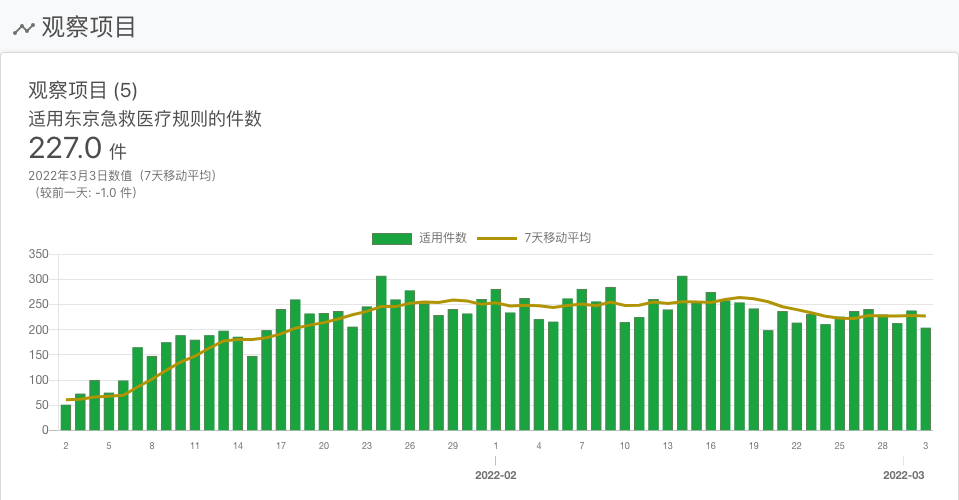 观察项目
观察项目 (5)
适用东京急救医疗规则的件数
227.0 件
2022年3月3日数值（7天移动平均）
（较前一天: -1.0 件）
适用件数 7天移动平均
350
300
250
200
150
100
50
0
2 5 8 11 14 17 20 23 26 29 1 4 7 10 13 16 19 22 25 28 3
2022-02 2022-03